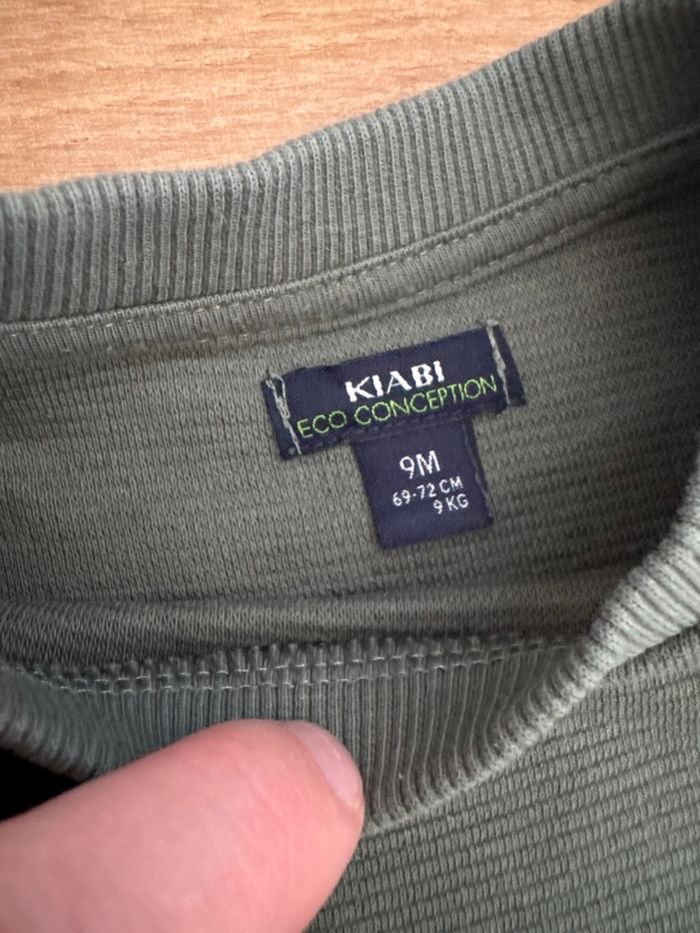 KIABI
ECO CONCEPTION
9M
69-72 CM
9 KG